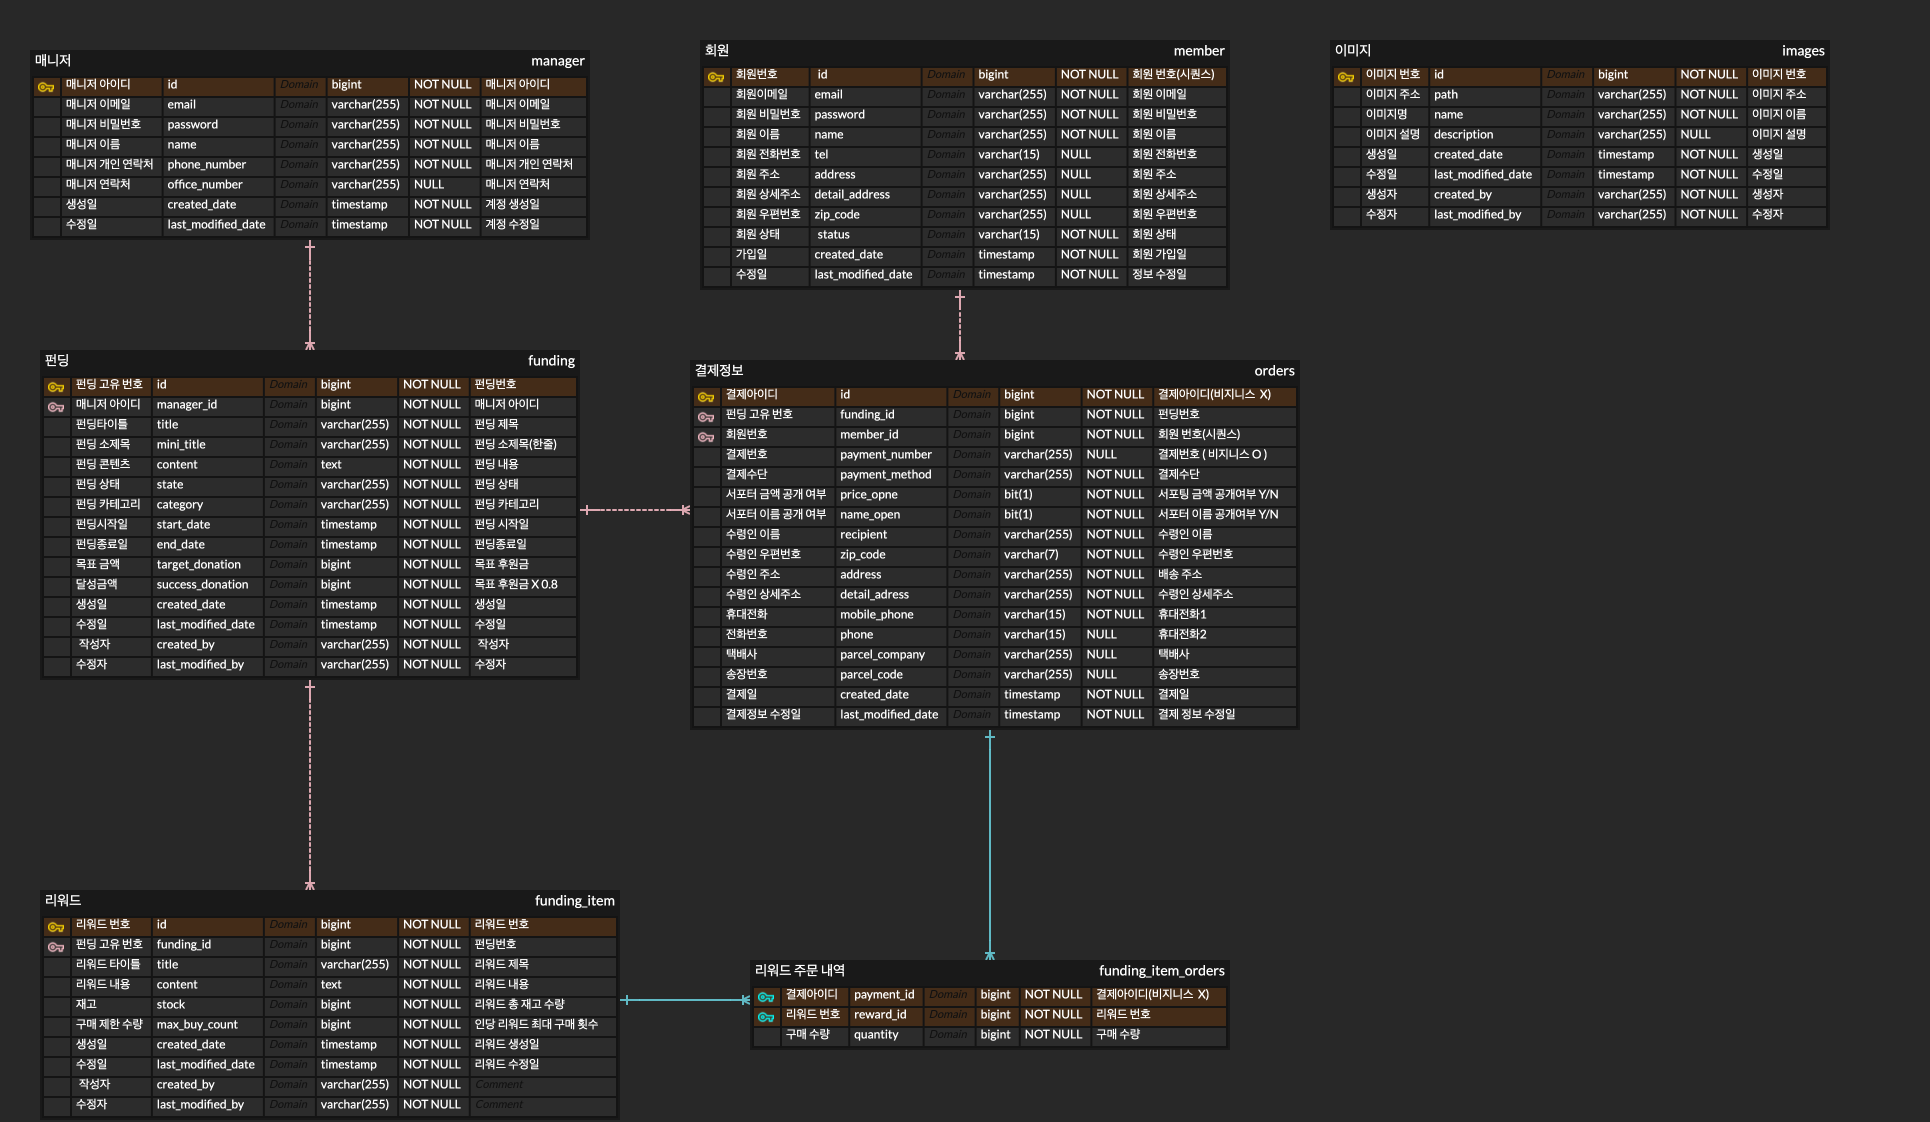 매니저 manager
매니저 아이디 id Domain bigint NOT NULL 매니저 아이디
매니저 이메일 email Domain varchar(255) NOT NULL 매니저 이메일
매니저 비밀번호 password Domain varchar(255) NOT NULL 매니저 비밀번호
매니저 이름 name Domain varchar(255) NOT NULL 매니저 이름
매니저 개인 연락처 phone_number Domain varchar(255) NOT NULL 매니저 개인 연락처
매니저 연락처 office_number Domain varchar(255) NULL 매니저 연락처
생성일 created_date Domain timestamp NOT NULL 계정 생성일
수정일 last_modified_date Domain timestamp NOT NULL 계정 수정일
회원 member
회원번호 id Domain bigint NOT NULL 회원 번호(시퀀스)
회원이메일 email Domain varchar(255) NOT NULL 회원 이메일
회원 비밀번호 password Domain varchar(255) NOT NULL 회원 비밀번호
회원 이름 name Domain varchar(255) NOT NULL 회원 이름
회원 전화번호 tel Domain varchar(15) NULL 회원 전화번호
회원 주소 address Domain varchar(255) NULL 회원 주소
회원 상세주소 detail_address Domain varchar(255) NULL 회원 상세주소
회원 우편번호 zip_code Domain varchar(255) NULL 회원 우편번호
회원 상태 status Domain varchar(15) NOT NULL 회원 상태
가입일 created_date Domain timestamp NOT NULL 회원 가입일
수정일 last_modified_date Domain timestamp NOT NULL 정보 수정일
이미지 images
이미지 번호 id Domain bigint NOT NULL 이미지 번호
이미지 주소 path Domain varchar(255) NOT NULL 이미지 주소
이미지명 name Domain varchar(255) NOT NULL 이미지 이름
이미지 설명 description Domain varchar(255) NULL 이미지 설명
생성일 created_date Domain timestamp NOT NULL 생성일
수정일 last_modified_date Domain timestamp NOT NULL 수정일
생성자 created_by Domain varchar(255) NOT NULL 생성자
수정자 last_modified_by Domain varchar(255) NOT NULL 수정자
펀딩 funding
펀딩 고유 번호 id Domain bigint NOT NULL 펀딩번호
매니저 아이디 manager_id Domain bigint NOT NULL 매니저 아이디
펀딩타이틀 title Domain varchar(255) NOT NULL 펀딩 제목
펀딩 소제목 mini_title Domain varchar(255) NOT NULL 펀딩 소제목(한줄)
펀딩 콘텐츠 content Domain text NOT NULL 펀딩 내용
펀딩 상태 state Domain varchar(255) NOT NULL 펀딩 상태
펀딩 카테고리 category Domain varchar(255) NOT NULL 펀딩 카테고리
펀딩시작일 start_date Domain timestamp NOT NULL 펀딩 시작일
펀딩종료일 end_date Domain timestamp NOT NULL 펀딩종료일
목표 금액 target_donation Domain bigint NOT NULL 목표 후원금
달성금액 success_donation Domain bigint NOT NULL 목표 후원금 X 0.8
생성일 created_date Domain timestamp NOT NULL 생성일
수정일 last_modified_date Domain timestamp NOT NULL 수정일
작성자 created_by Domain varchar(255) NOT NULL 작성자
수정자 last_modified_by Domain varchar(255) NOT NULL 수정자
결제정보 orders
결제아이디 id Domain bigint NOT NULL 결제아이디(비지니스 X)
펀딩 고유 번호 funding_id Domain bigint NOT NULL 펀딩번호
회원번호 member_id Domain bigint NOT NULL 회원 번호(시퀀스)
결제번호 payment_number Domain varchar(255) NULL 결제번호 ( 비지니스 O )
결제수단 payment_method Domain varchar(255) NOT NULL 결제수단
서포터 금액 공개 여부 price_opne Domain bit(1) NOT NULL 서포팅 금액 공개여부 Y/N
서포터 이름 공개 여부 name_open Domain bit(1) NOT NULL 서포터 이름 공개여부 Y/N
수령인 이름 recipient Domain varchar(255) NOT NULL 수령인 이름
수령인 우편번호 zip_code Domain varchar(7) NOT NULL 수령인 우편번호
수령인 주소 address Domain varchar(255) NOT NULL 배송 주소
수령인 상세주소 detail_adress Domain varchar(255) NOT NULL 수령인 상세주소
휴대전화 mobile_phone Domain varchar(15) NOT NULL 휴대전화1
전화번호 phone Domain varchar(15) NULL 휴대전화2
택배사 parcel_company Domain varchar(255) NULL 택배사
송장번호 parcel_code Domain varchar(255) NULL 송장번호
결제일 created_date Domain timestamp NOT NULL 결제일
결제정보 수정일 last_modified_date Domain timestamp NOT NULL 결제 정보 수정일
리워드 funding_item
리워드 번호 id Domain bigint NOT NULL 리워드 번호
펀딩 고유 번호 funding_id Domain bigint NOT NULL 펀딩번호
리워드 타이틀 title Domain varchar(255) NOT NULL 리워드 제목
리워드 내용 content Domain text NOT NULL 리워드 내용
재고 stock Domain bigint NOT NULL 리워드 총 재고 수량
구매 제한 수량 max_buy_count Domain bigint NOT NULL 인당 리워드 최대 구매 횟수
생성일 created_date Domain timestamp NOT NULL 리워드 생성일
수정일 last_modified_date Domain timestamp NOT NULL 리워드 수정일
작성자 created_by Domain varchar(255) NOT NULL Comment
수정자 last_modified_by Domain varchar(255) NOT NULL Comment
리워드 주문 내역 funding_item_orders
결제아이디 payment_id Domain bigint NOT NULL 결제아이디(비지니스 X)
리워드 번호 reward_id Domain bigint NOT NULL 리워드 번호
구매 수량 quantity Domain bigint NOT NULL 구매 수량